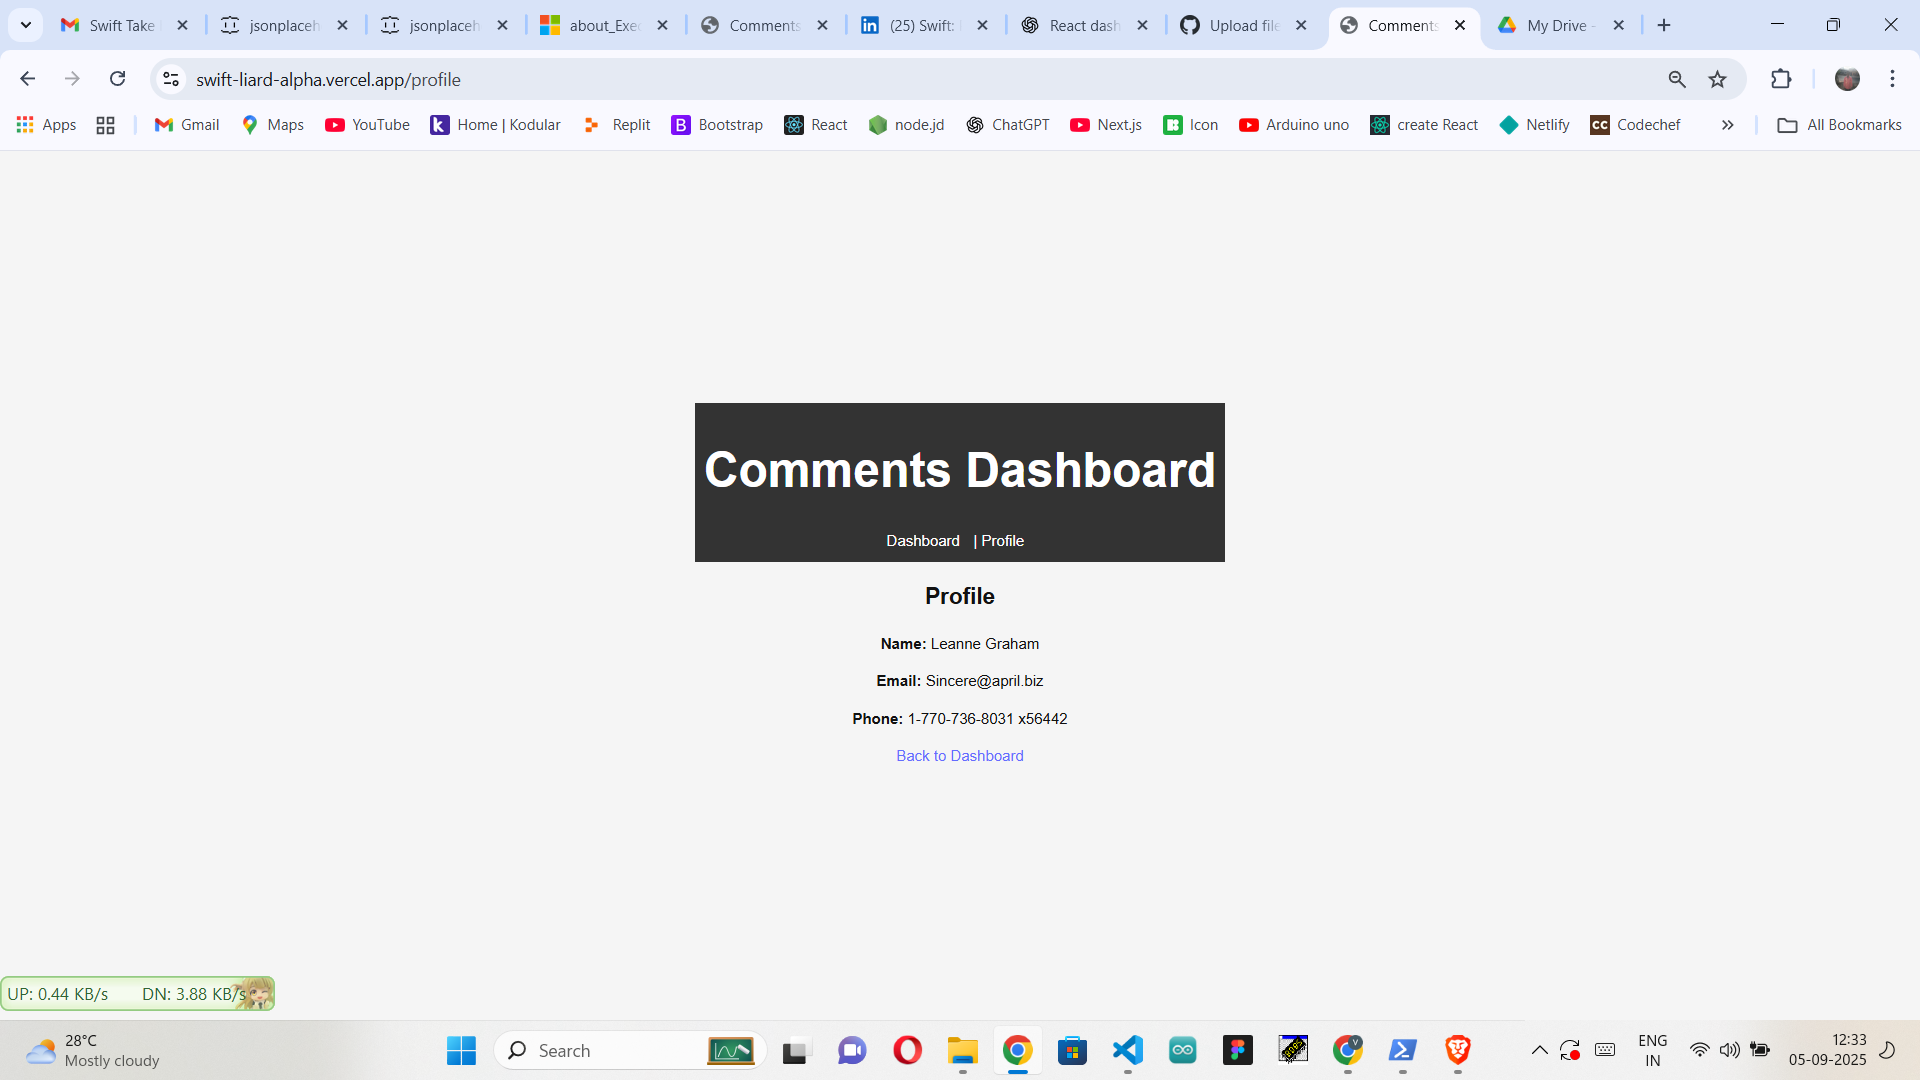 Swift Take
jsonplaceh
jsonplaceh
about_Exec
Comments
(25) Swift:
React dash
Upload file
Comments
My Drive -
swift-liard-alpha.vercel.app/profile
Apps
Gmail
Maps
YouTube
Home | Kodular
Replit
Bootstrap
React
node.jd
ChatGPT
Next.js
Icon
Arduino uno
create React
Netlify
Codechef
All Bookmarks
Comments Dashboard
Dashboard | Profile
Profile
Name: Leanne Graham
Email: Sincere@april.biz
Phone: 1-770-736-8031 x56442
Back to Dashboard
UP: 0.44 KB/s DN: 3.88 KB/s
28°C
Mostly cloudy
Search
ENG
IN
12:33
05-09-2025